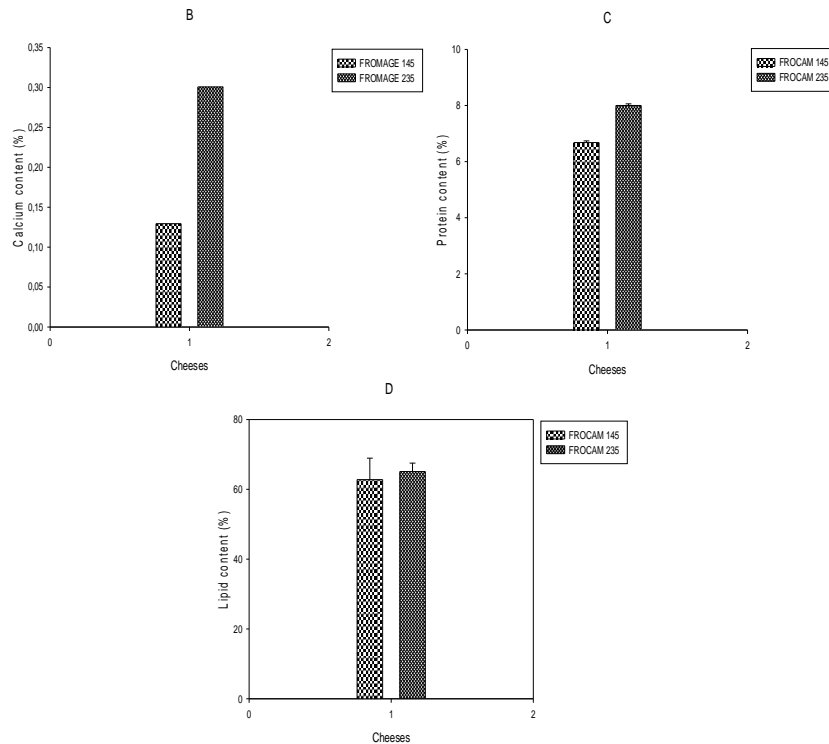 B
0,35
0,30
0,25
0,20
0,15
0,10
0,05
0,00
Calcium content (%)
0 1 2
Cheeses
FROMAGE 145
FROMAGE 235
C
10
8
6
4
2
0
Protein content (%)
0 1 2
Cheeses
FROCAM 145
FROCAM 235
D
80
60
40
20
0
Lipid content (%)
0 1 2
Cheeses
FROCAM 145
FROCAM 235